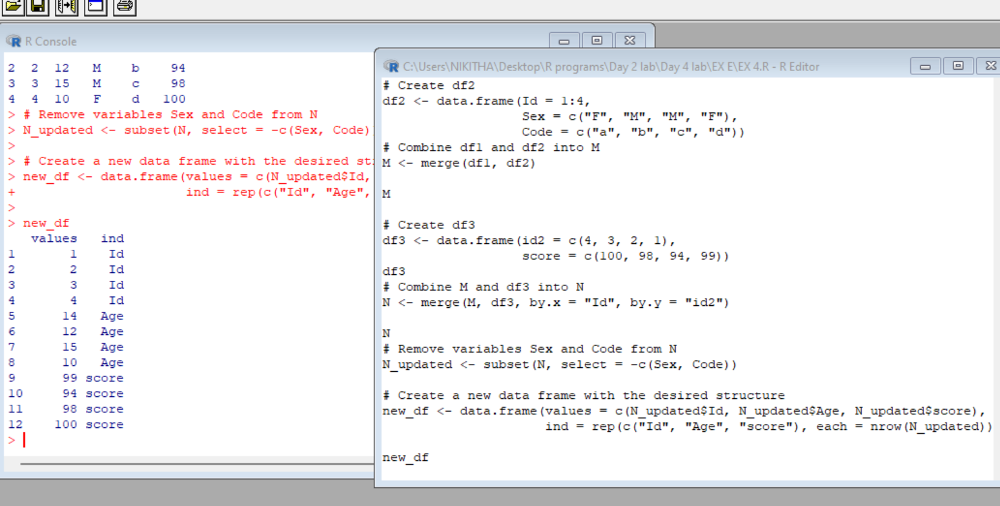 R Console
2  2  12   M    b    94
3  3  15   M    c    98
4  4  10   F    d   100
> # Remove variables Sex and Code from N
> N_updated <- subset(N, select = -c(Sex, Code)
>
> # Create a new data frame with the desired st
> new_df <- data.frame(values = c(N_updated$Id,
+                      ind = rep(c("Id", "Age",
>
> new_df
   values   ind
1       1    Id
2       2    Id
3       3    Id
4       4    Id
5      14   Age
6      12   Age
7      15   Age
8      10   Age
9      99 score
10     94 score
11     98 score
12    100 score
>
C:\Users\NIKITHA\Desktop\R programs\Day 2 lab\Day 4 lab\EX E\EX 4.R - R Editor
# Create df2
df2 <- data.frame(Id = 1:4,
                  Sex = c("F", "M", "M", "F"),
                  Code = c("a", "b", "c", "d"))
# Combine df1 and df2 into M
M <- merge(df1, df2)
M
# Create df3
df3 <- data.frame(id2 = c(4, 3, 2, 1),
                  score = c(100, 98, 94, 99))
df3
# Combine M and df3 into N
N <- merge(M, df3, by.x = "Id", by.y = "id2")
N
# Remove variables Sex and Code from N
N_updated <- subset(N, select = -c(Sex, Code))
# Create a new data frame with the desired structure
new_df <- data.frame(values = c(N_updated$Id, N_updated$Age, N_updated$score),
                     ind = rep(c("Id", "Age", "score"), each = nrow(N_updated))
new_df